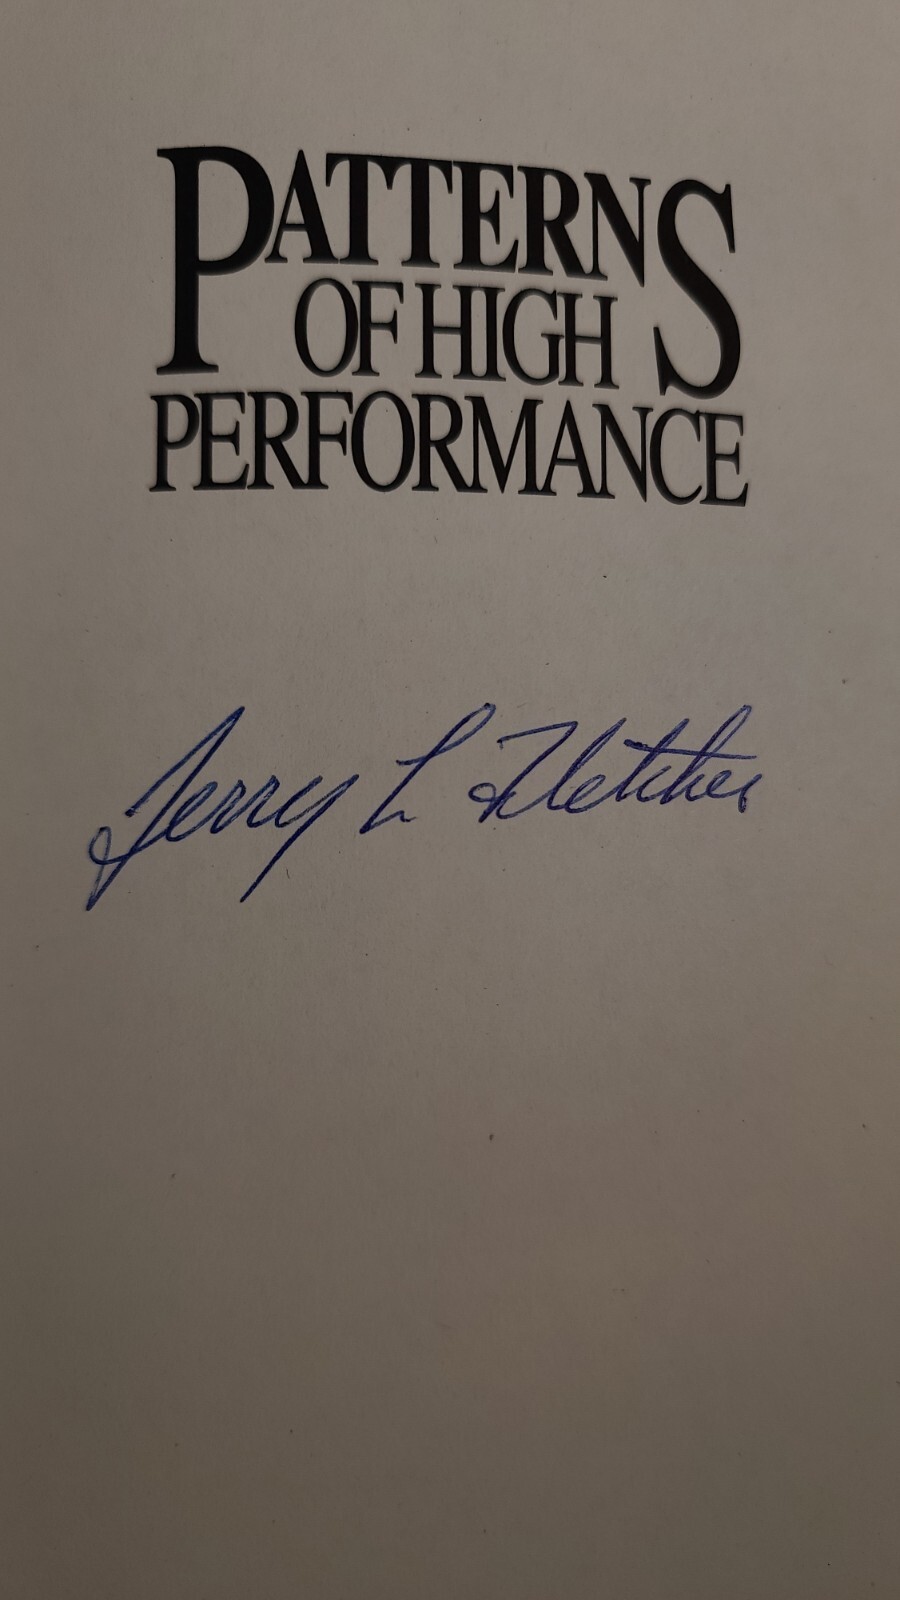 PATTERNS
OF HIGH
PERFORMANCE
Jerry L Fletcher